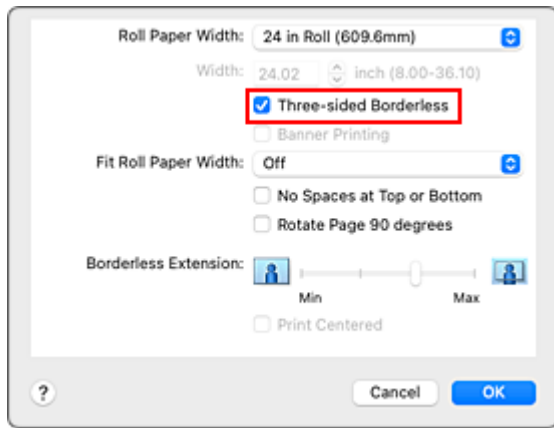 Roll Paper Width: 24 in Roll (609.6mm)
Width: 24.02 inch (8.00-36.10)
Three-sided Borderless
Banner Printing
Fit Roll Paper Width: Off
No Spaces at Top or Bottom
Rotate Page 90 degrees
Borderless Extension:
Min Max
Print Centered
? Cancel OK